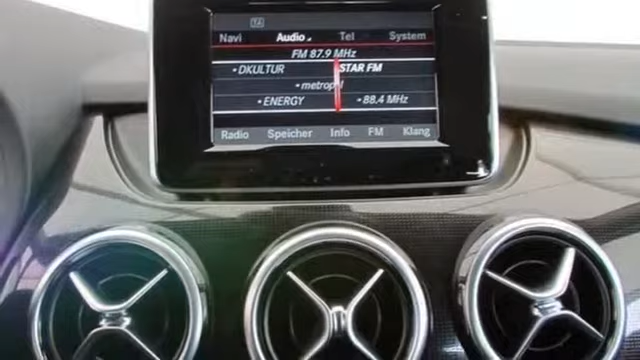 TA
Navi Audio Tel System
FM 87.9 MHz
• DKULTUR STAR FM
• ENERGY • 88.4 MHz
Radio Speicher Info FM Klang